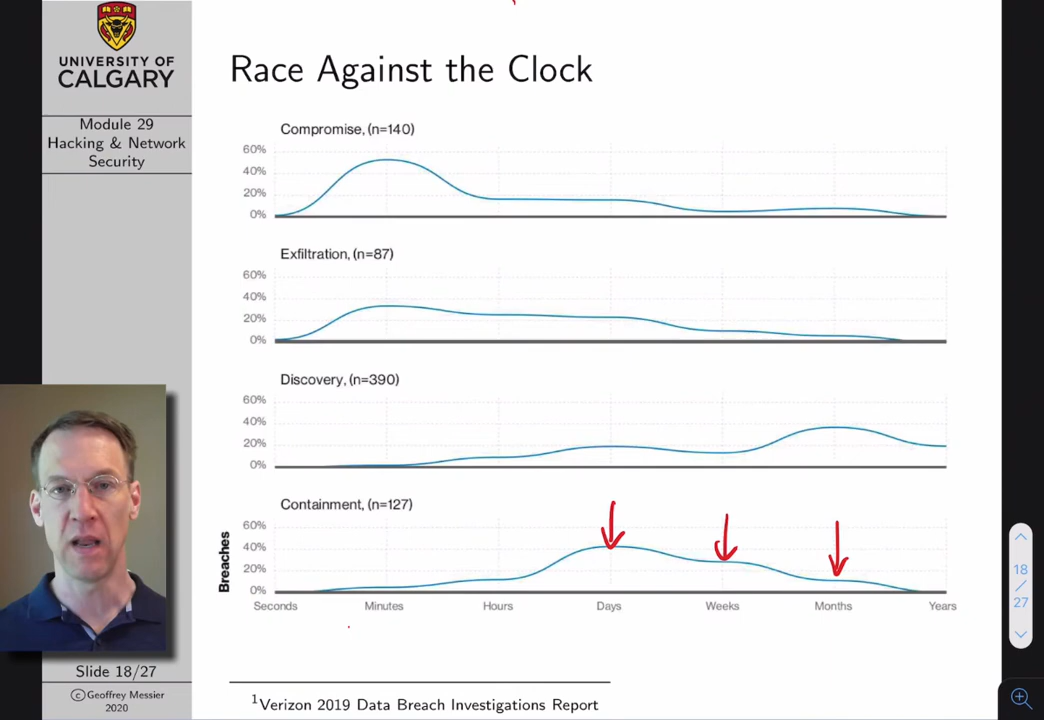 UNIVERSITY OF
CALGARY
Module 29
Hacking & Network
Security
Race Against the Clock
Compromise, (n=140)
60%
40%
20%
0%
Exfiltration, (n=87)
60%
40%
20%
0%
Discovery, (n=390)
60%
40%
20%
0%
Containment, (n=127)
60%
40%
20%
0%
Breaches
Seconds Minutes Hours Days Weeks Months Years
18
/
27
Slide 18/27
©Geoffrey Messier
2020
1Verizon 2019 Data Breach Investigations Report